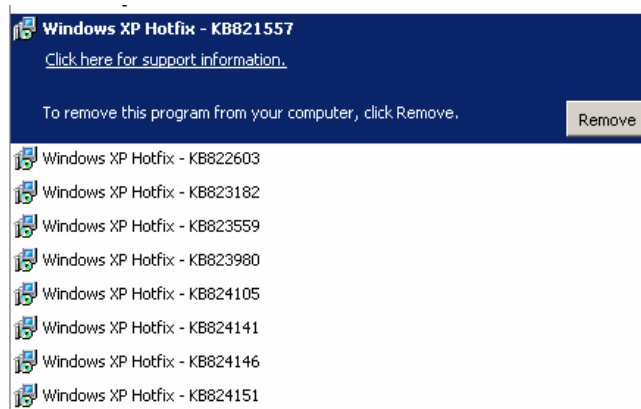 Windows XP Hotfix - KB821557
Click here for support information.
To remove this program from your computer, click Remove.
Remove
Windows XP Hotfix - KB822603
Windows XP Hotfix - KB823182
Windows XP Hotfix - KB823559
Windows XP Hotfix - KB823980
Windows XP Hotfix - KB824105
Windows XP Hotfix - KB824141
Windows XP Hotfix - KB824146
Windows XP Hotfix - KB824151